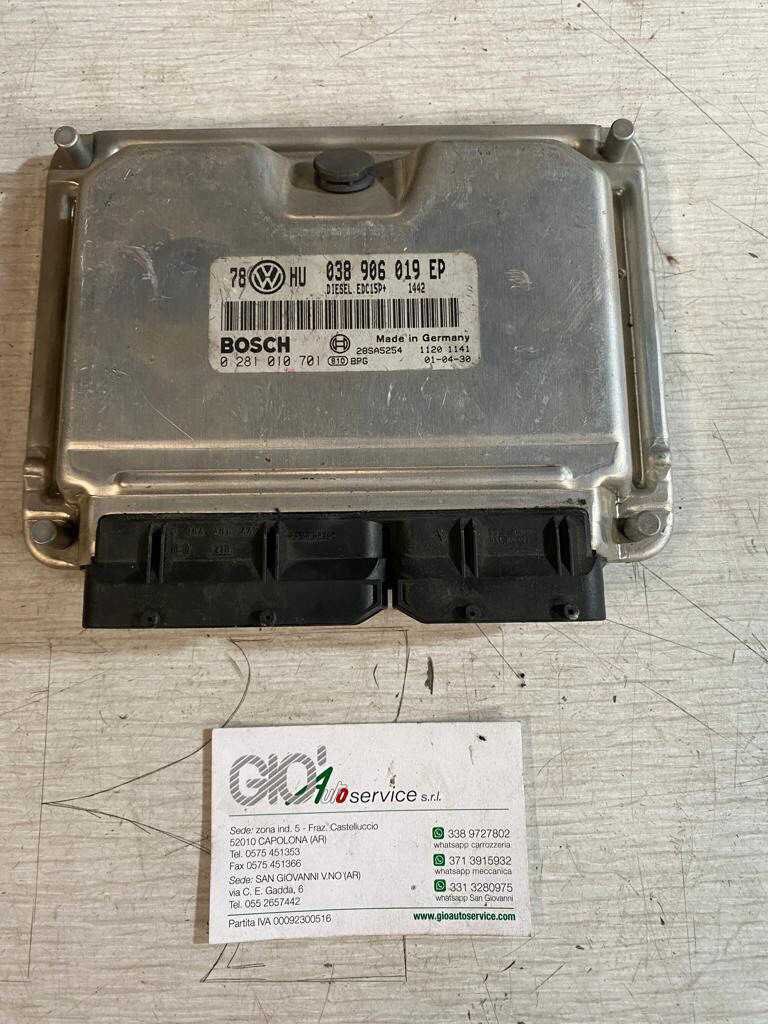 78 HU 038 906 019 EP
DIESEL EDC15P+ 1442
BOSCH
Made in Germany
28SA5254 1120 1141
0 281 010 701 810 BPG 01-04-30
GIO'Auto service s.r.l.
Sede: zona ind. 5 - Fraz. Castelluccio
52010 CAPOLONA (AR)
Tel. 0575 451353
Fax 0575 451366
Sede: SAN GIOVANNI V.NO (AR)
via C. E. Gadda, 6
Tel. 055 2657442
Partita IVA 00092300516
338 9727802
whatsapp carrozzeria
371 3915932
whatsapp meccanica
331 3280975
whatsapp San Giovanni
www.gioautoservice.com